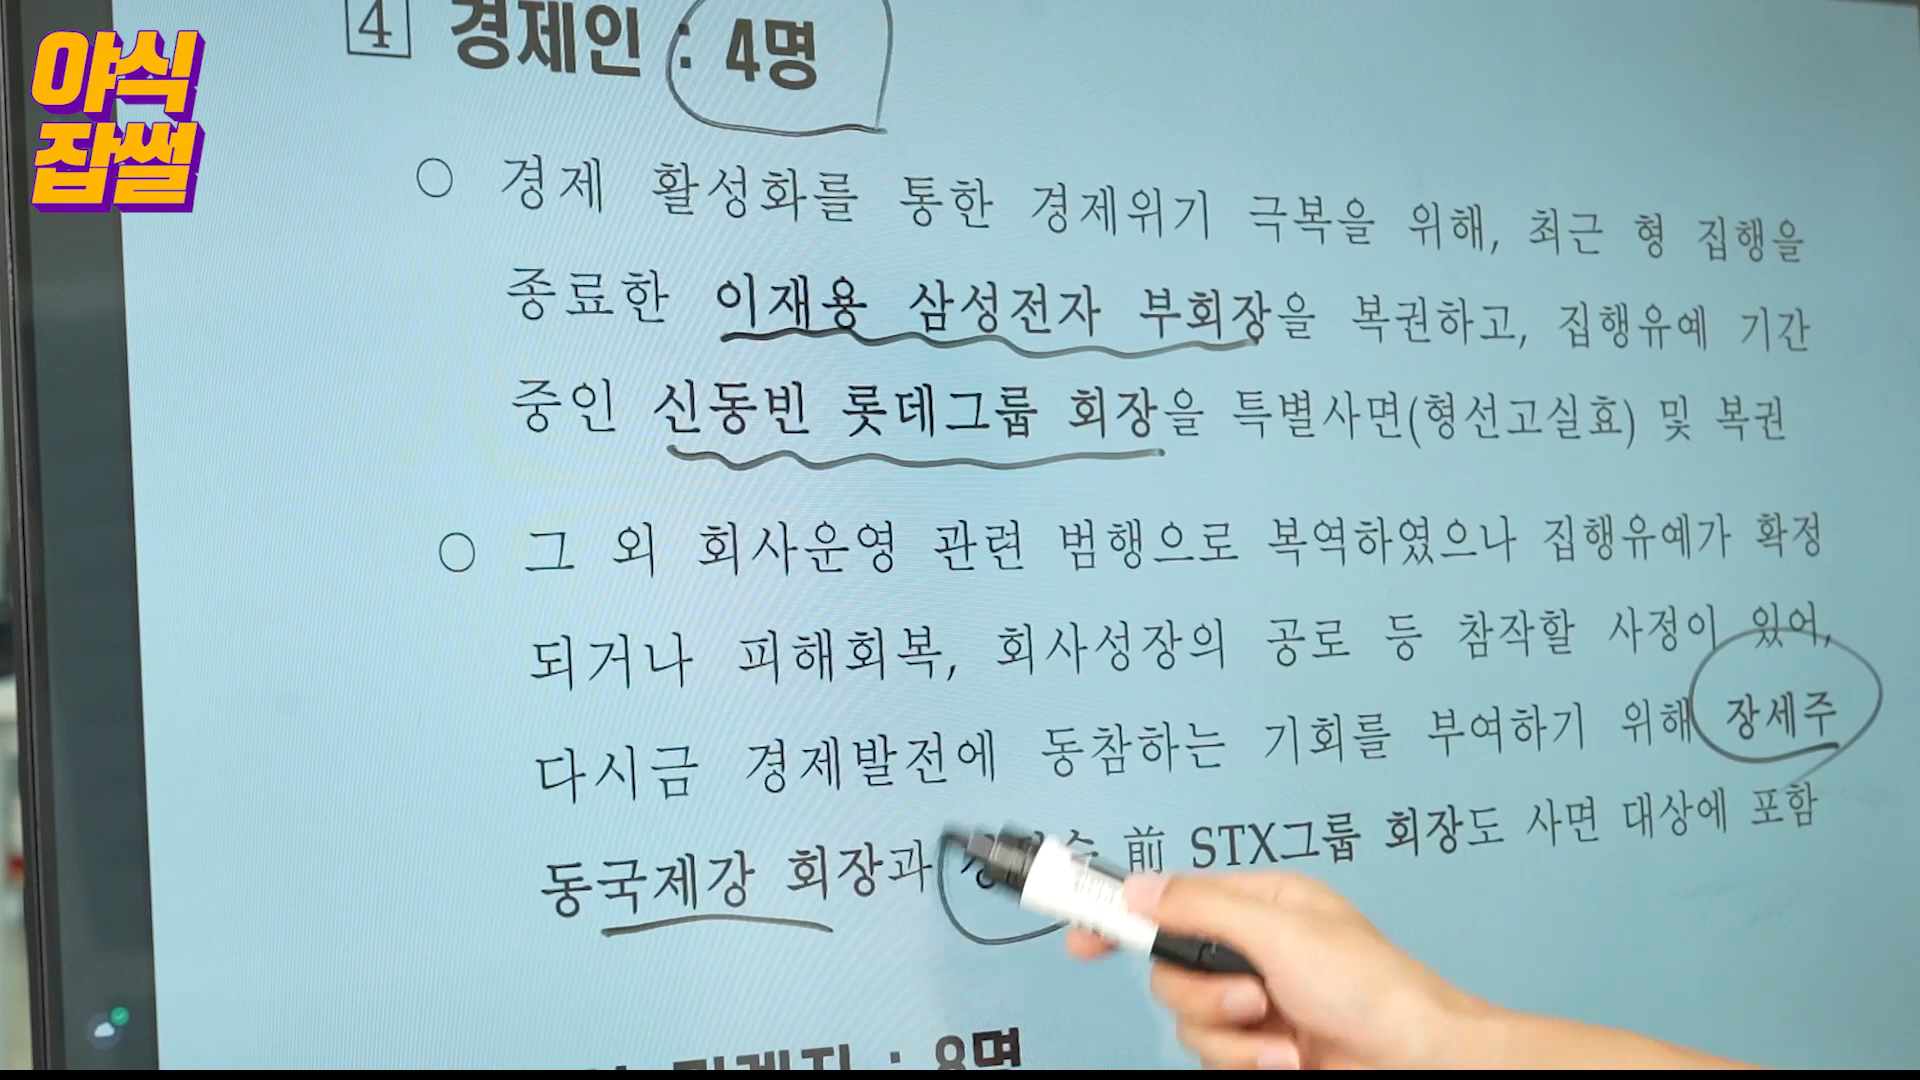 야식
잡썰
4 경제인 : 4명
○ 경제 활성화를 통한 경제위기 극복을 위해, 최근 형 집행을
종료한 이재용 삼성전자 부회장을 복권하고, 집행유예 기간
중인 신동빈 롯데그룹 회장을 특별사면(형선고실효) 및 복권
○ 그 외 회사운영 관련 범행으로 복역하였으나 집행유예가 확정
되거나 피해회복, 회사성장의 공로 등 참작할 사정이 있어,
다시금 경제발전에 동참하는 기회를 부여하기 위해 장세주
동국제강 회장과 前 STX그룹 회장도 사면 대상에 포함
: 8명